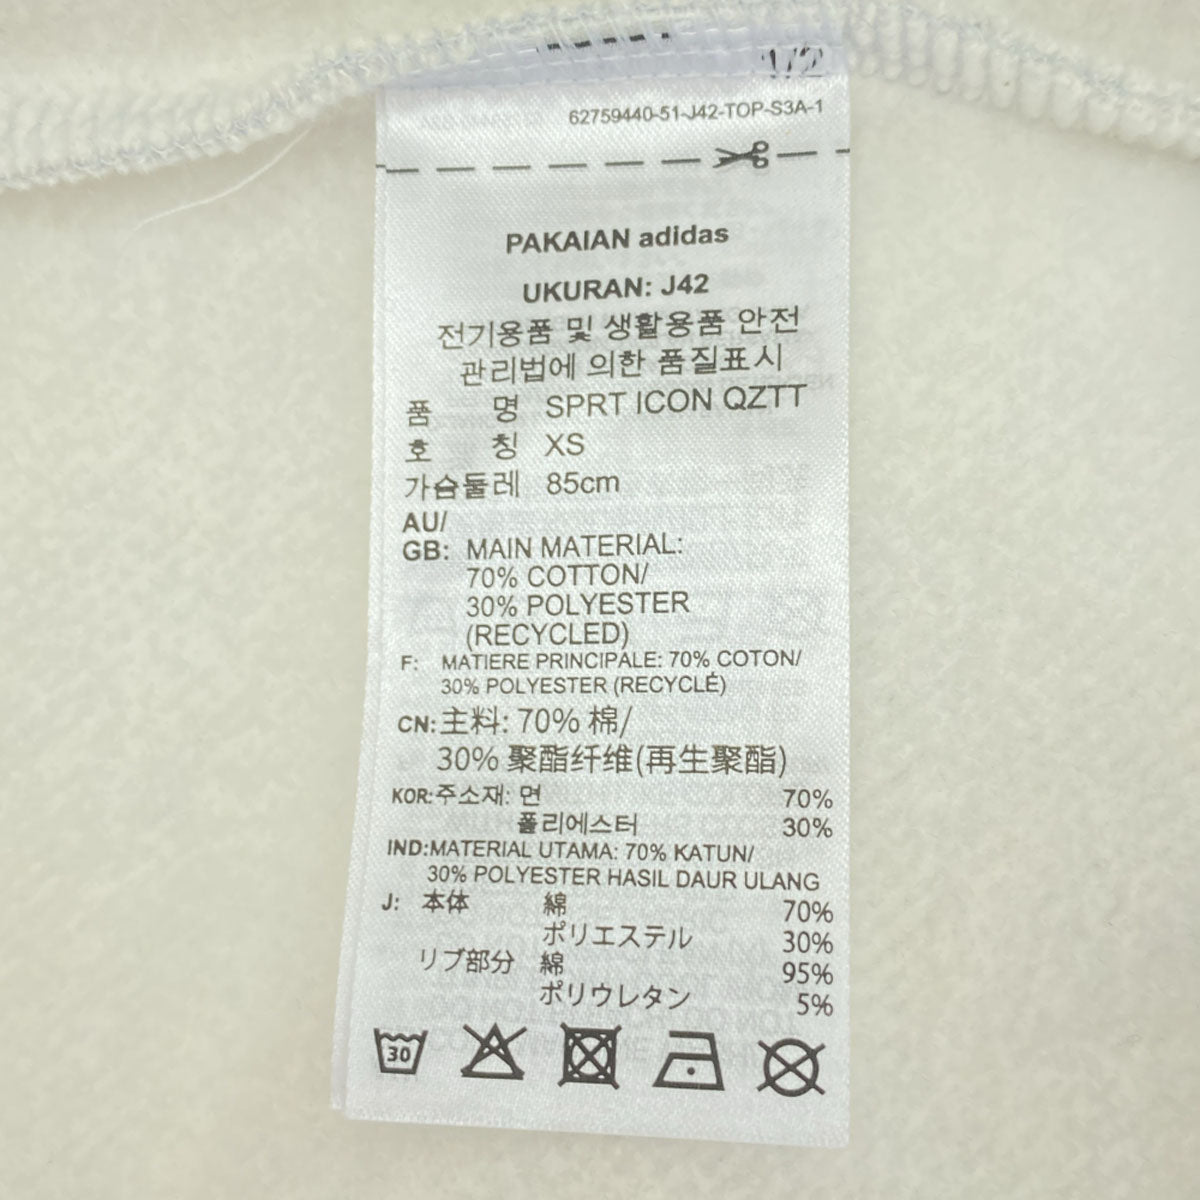 1/2
62759440-51-J42-TOP-S3A-1
PAKAIAN adidas
UKURAN: J42
전기용품 및 생활용품 안전
관리법에 의한 품질표시
품 명 SPRT ICON QZTT
호 칭 XS
가슴둘레 85cm
AU/
GB: MAIN MATERIAL:
70% COTTON/
30% POLYESTER
(RECYCLED)
F: MATIERE PRINCIPALE: 70% COTON/
30% POLYESTER (RECYCLÉ)
CN: 主料: 70% 棉/
30% 聚酯纤维(再生聚酯)
KOR: 주소재: 면 70%
폴리에스터 30%
IND: MATERIAL UTAMA: 70% KATUN/
30% POLYESTER HASIL DAUR ULANG
J: 本体 綿 70%
ポリエステル 30%
リブ部分 綿 95%
ポリウレタン 5%
30